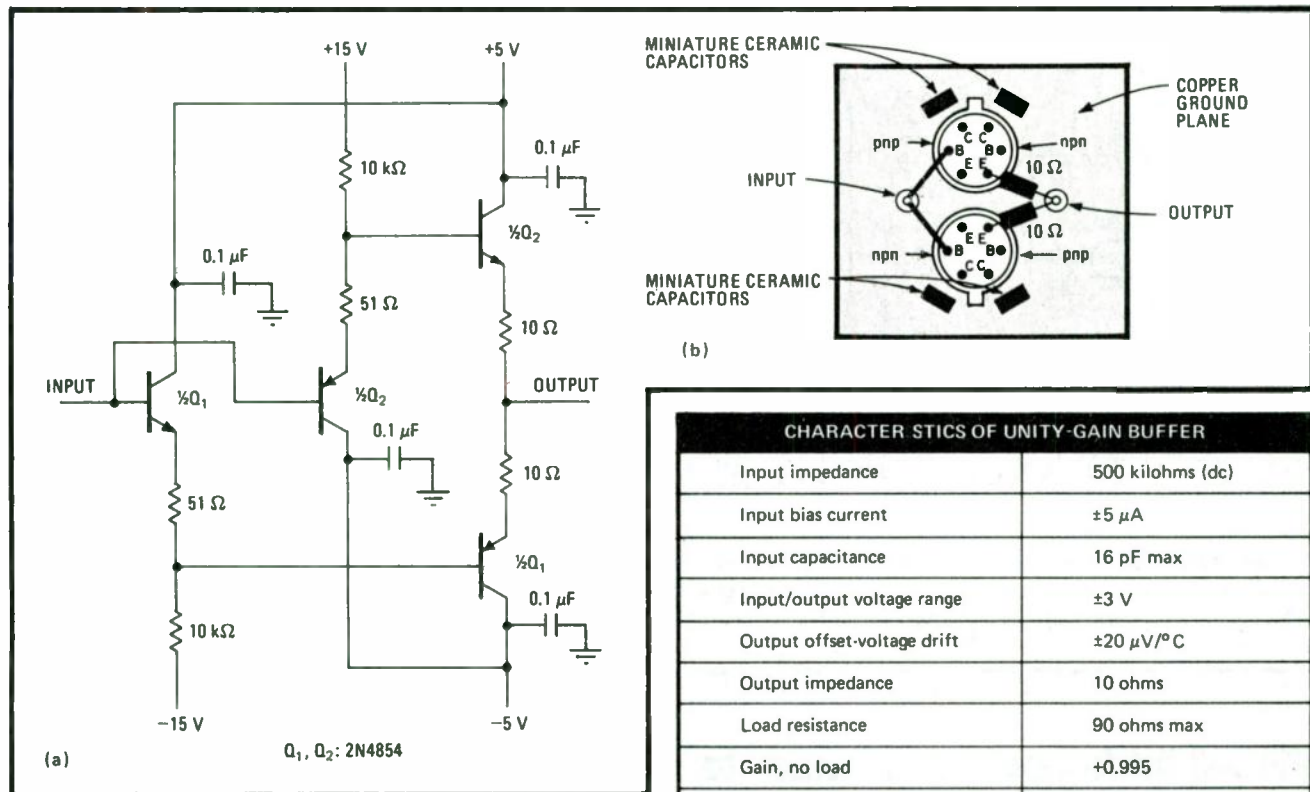 +15 V
+5 V
0.1 μF
10 kΩ
½Q₂
0.1 μF
51 Ω
10 Ω
INPUT
½Q₁
½Q₂
OUTPUT
0.1 μF
10 Ω
51 Ω
½Q₁
0.1 μF
10 kΩ
−15 V
−5 V
(a)
Q₁, Q₂: 2N4854
MINIATURE CERAMIC
CAPACITORS
COPPER
GROUND
PLANE
pnp
C C
npn
B B
E E
10 Ω
INPUT
OUTPUT
10 Ω
E E
B B
npn
C C
pnp
MINIATURE CERAMIC
CAPACITORS
(b)
CHARACTER STICS OF UNITY-GAIN BUFFER
Input impedance 500 kilohms (dc)
Input bias current ±5 μA
Input capacitance 16 pF max
Input/output voltage range ±3 V
Output offset-voltage drift ±20 μV/°C
Output impedance 10 ohms
Load resistance 90 ohms max
Gain, no load +0.995